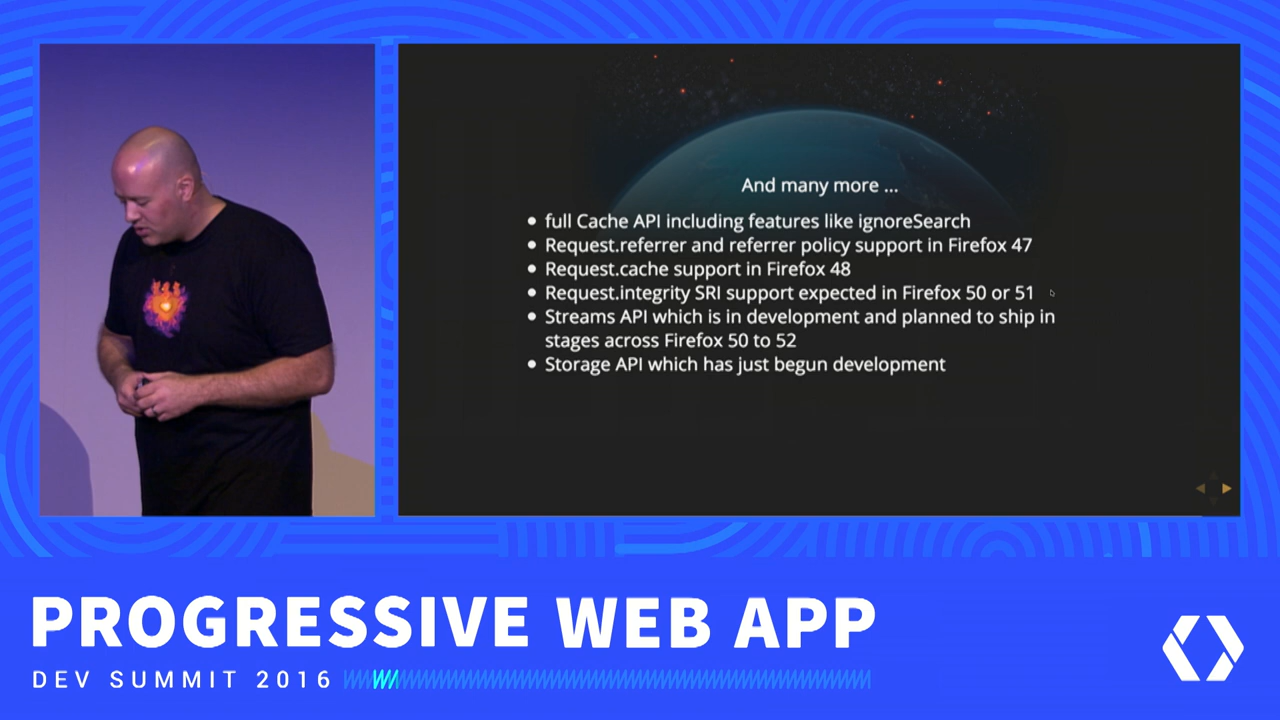 And many more ...
full Cache API including features like ignoreSearch
Request.referrer and referrer policy support in Firefox 47
Request.cache support in Firefox 48
Request.integrity SRI support expected in Firefox 50 or 51
Streams API which is in development and planned to ship in
stages across Firefox 50 to 52
Storage API which has just begun development
PROGRESSIVE WEB APP
DEV SUMMIT 2016